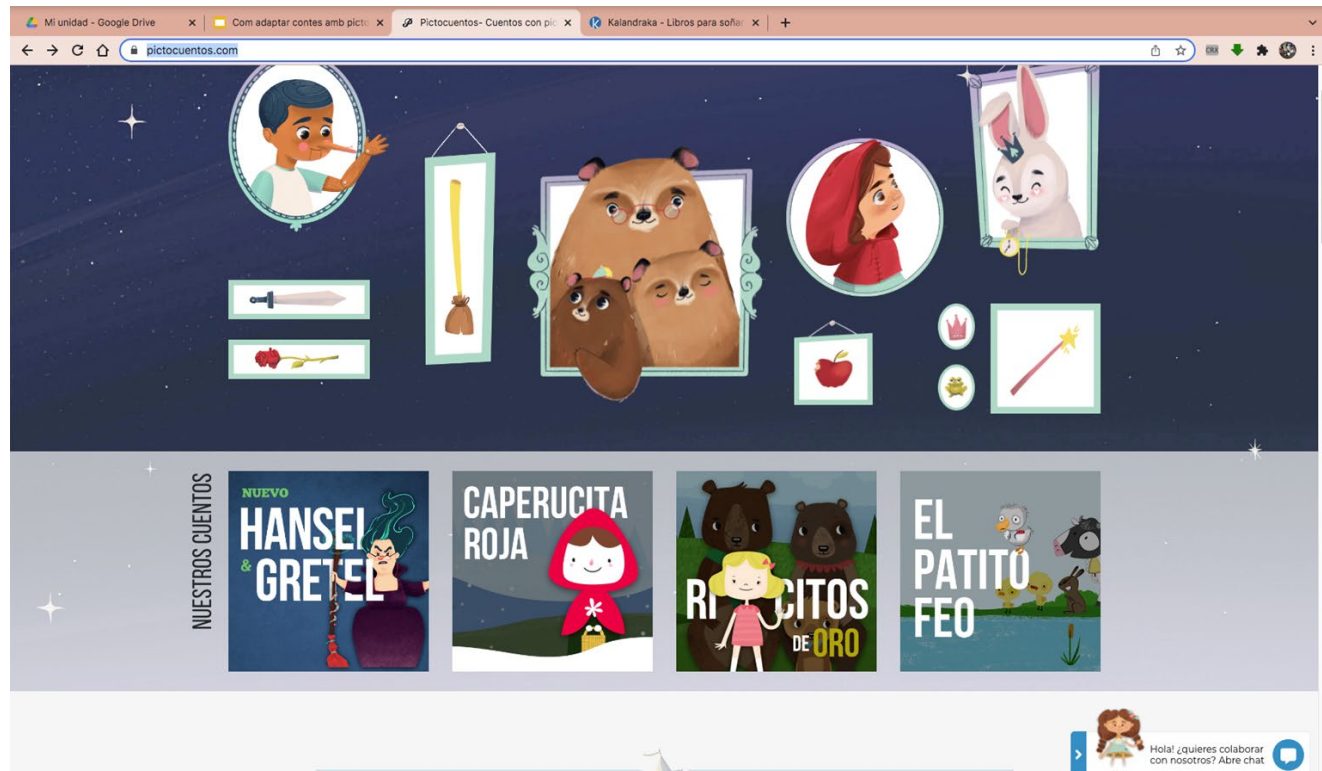 Mi unidad - Google Drive
Com adaptar contes amb picto
Pictocuentos- Cuentos con pic
Kalandraka - Libros para soñar
pictocuentos.com
NUESTROS CUENTOS
NUEVO
HANSEL
& GRETEL
CAPERUCITA
ROJA
EL
PATITO
FEO
DE ORO
Hola! ¿quieres colaborar
con nosotros? Abre chat